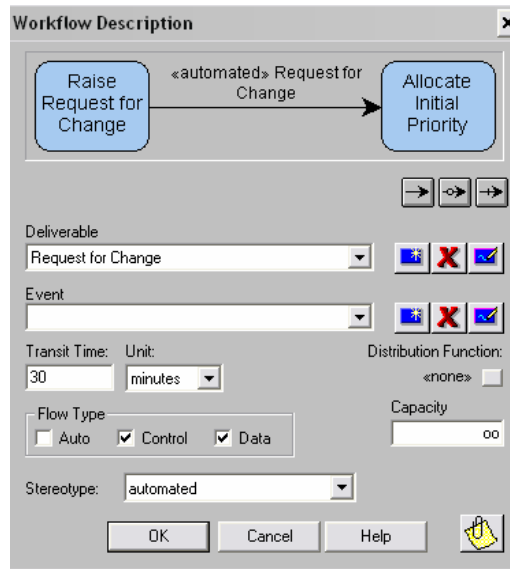 Workflow Description
Raise
Request for
Change
«automated» Request for
Change
Allocate
Initial
Priority
Deliverable
Request for Change
Event
Transit Time: Unit: Distribution Function:
30 minutes «none»
Flow Type Capacity
Auto Control Data oo
Stereotype: automated
OK Cancel Help